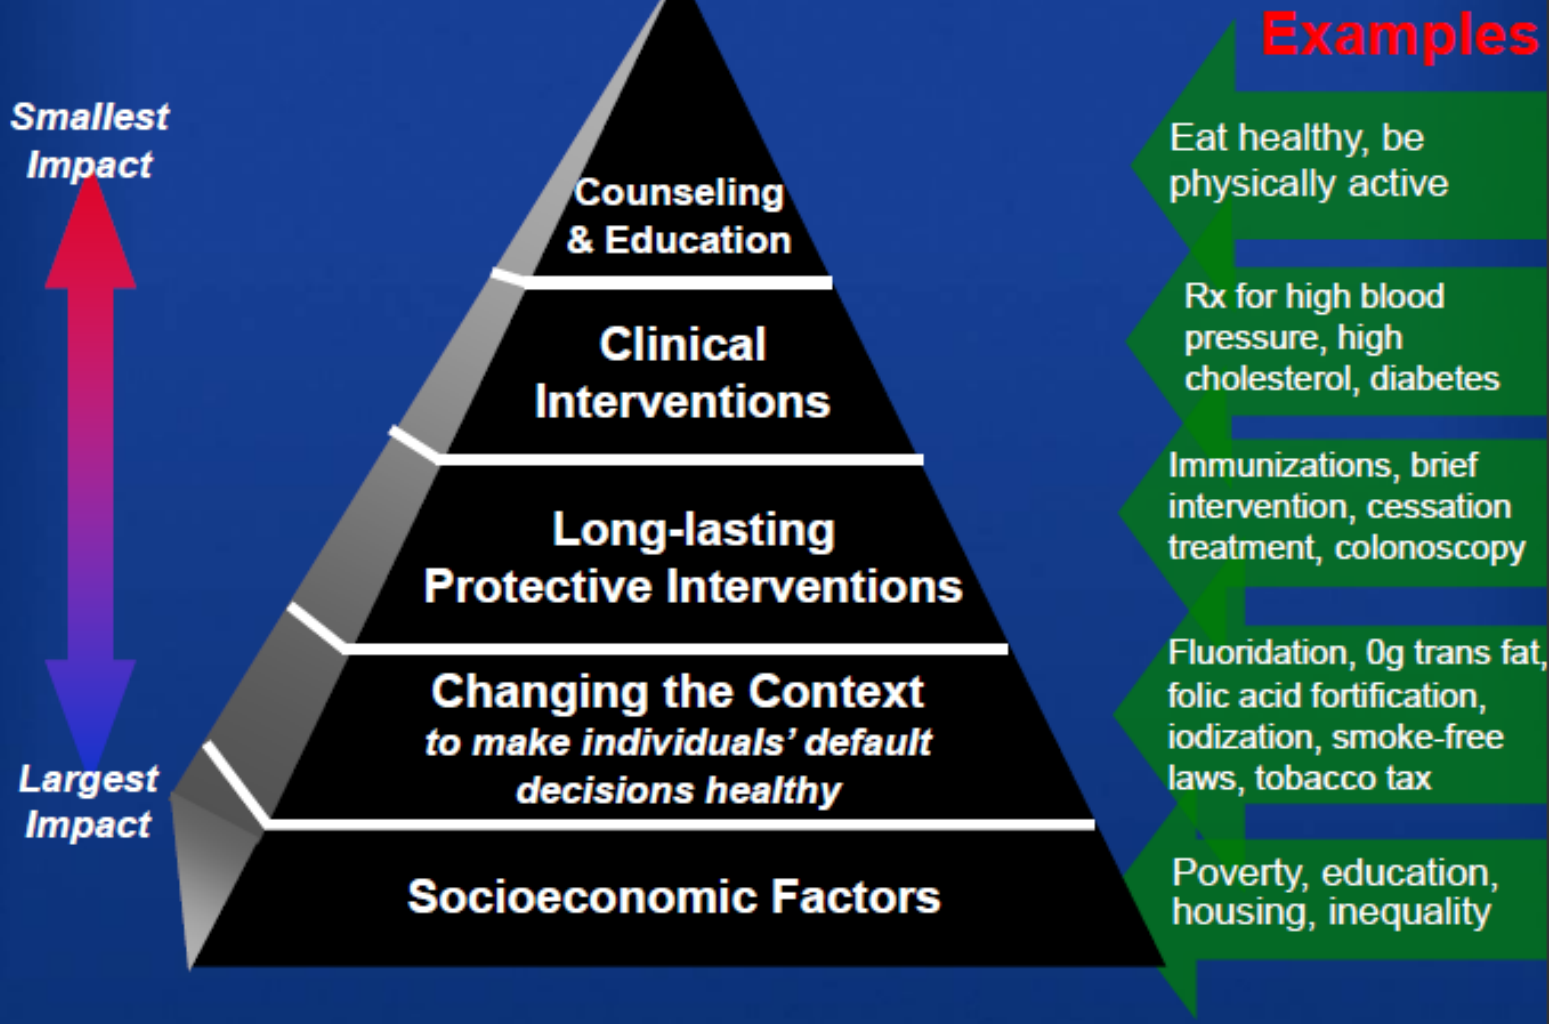 Examples
Smallest
Impact
Counseling
& Education
Eat healthy, be
physically active
Clinical
Interventions
Rx for high blood
pressure, high
cholesterol, diabetes
Long-lasting
Protective Interventions
Immunizations, brief
intervention, cessation
treatment, colonoscopy
Changing the Context
to make individuals’ default
decisions healthy
Fluoridation, 0g trans fat,
folic acid fortification,
iodization, smoke-free
laws, tobacco tax
Largest
Impact
Socioeconomic Factors
Poverty, education,
housing, inequality